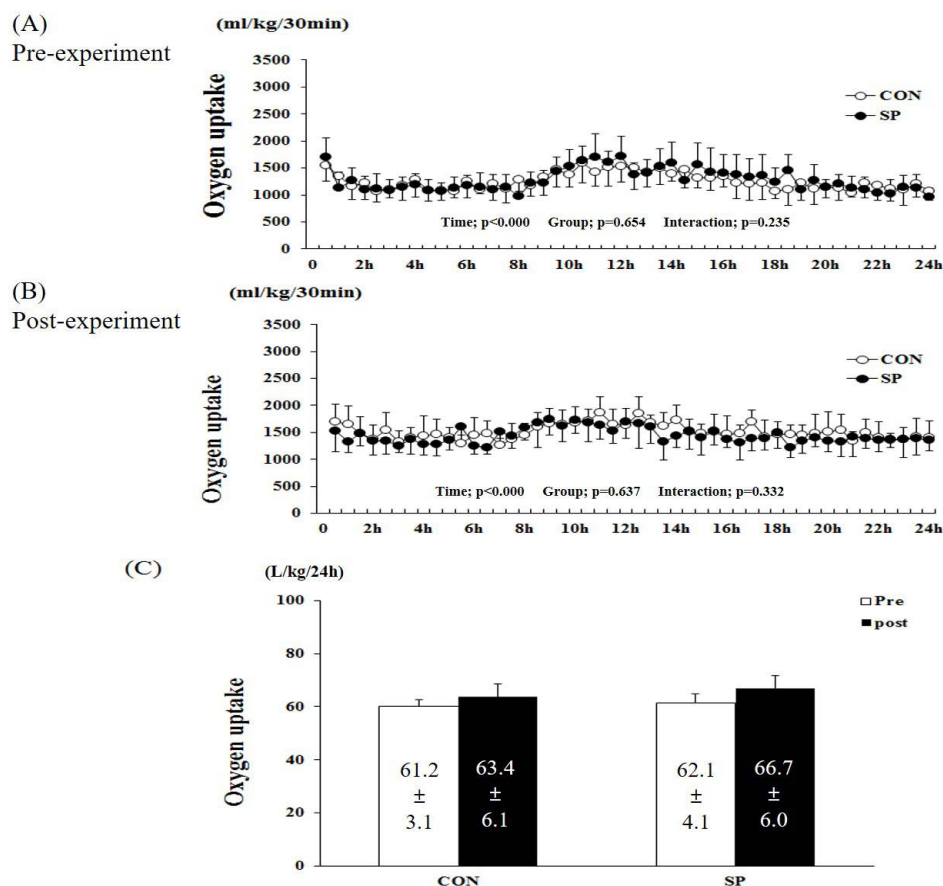 (A)
Pre-experiment
(ml/kg/30min)
Oxygen uptake
3500
3000
2500
2000
1500
1000
500
0
CON
SP
Time; p<0.000 Group; p=0.654 Interaction; p=0.235
0 2h 4h 6h 8h 10h 12h 14h 16h 18h 20h 22h 24h
(B)
Post-experiment
(ml/kg/30min)
Oxygen uptake
3500
3000
2500
2000
1500
1000
500
0
CON
SP
Time; p<0.000 Group; p=0.637 Interaction; p=0.332
0 2h 4h 6h 8h 10h 12h 14h 16h 18h 20h 22h 24h
(C)
(L/kg/24h)
Oxygen uptake
100
80
60
40
20
0
Pre
post
61.2
±
3.1
63.4
±
6.1
62.1
±
4.1
66.7
±
6.0
CON SP